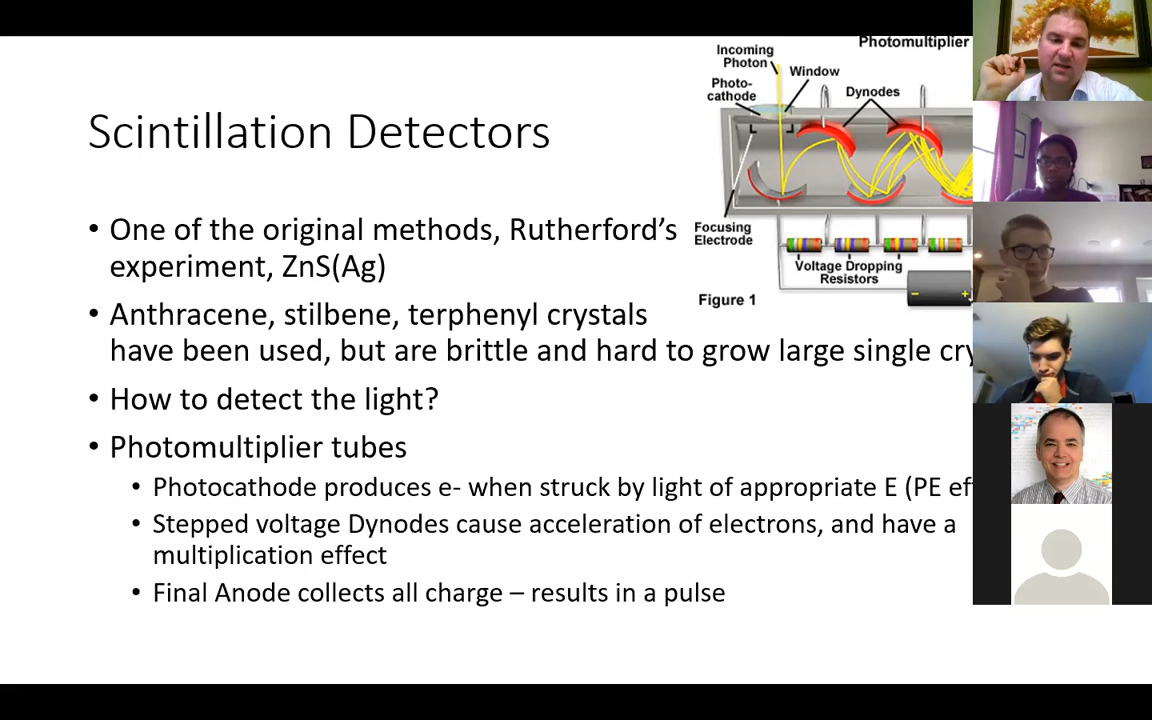 Scintillation Detectors
• One of the original methods, Rutherford's
experiment, ZnS(Ag)
• Anthracene, stilbene, terphenyl crystals
have been used, but are brittle and hard to grow large single cry
• How to detect the light?
• Photomultiplier tubes
• Photocathode produces e- when struck by light of appropriate E (PE ef
• Stepped voltage Dynodes cause acceleration of electrons, and have a
multiplication effect
• Final Anode collects all charge – results in a pulse
Photomultiplier
Incoming
Photon
Window
Photo-
cathode
Dynodes
Focusing
Electrode
Voltage Dropping
Resistors
− +
Figure 1